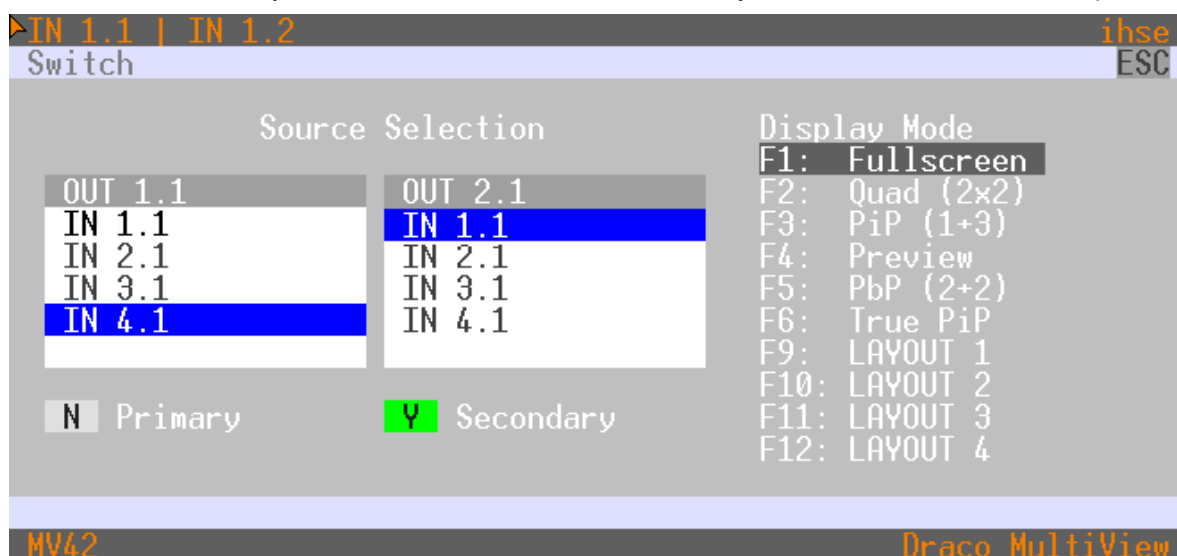 IN 1.1 | IN 1.2 ihse
Switch ESC
Source Selection
OUT 1.1
IN 1.1
IN 2.1
IN 3.1
IN 4.1
N Primary
OUT 2.1
IN 1.1
IN 2.1
IN 3.1
IN 4.1
Y Secondary
Display Mode
F1: Fullscreen
F2: Quad (2x2)
F3: PiP (1+3)
F4: Preview
F5: PbP (2+2)
F6: True PiP
F9: LAYOUT 1
F10: LAYOUT 2
F11: LAYOUT 3
F12: LAYOUT 4
MV42 Draco MultiView